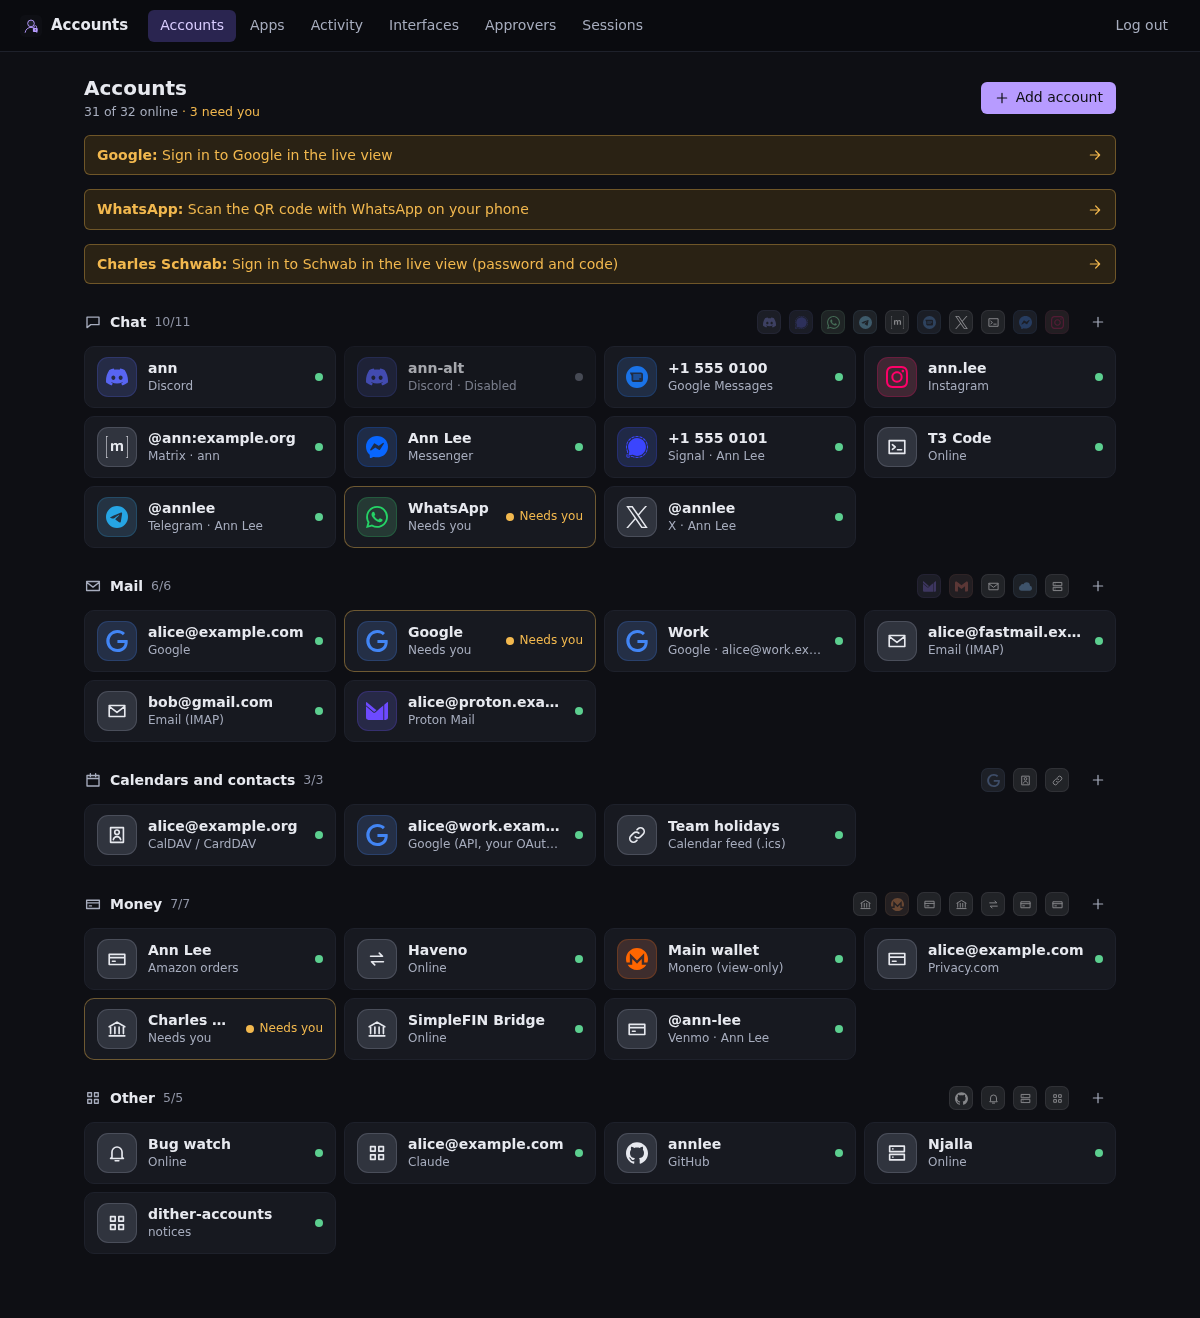 Accounts
Accounts
Apps
Activity
Interfaces
Approvers
Sessions
Log out
Accounts
31 of 32 online · 3 need you
Add account
Google: Sign in to Google in the live view
WhatsApp: Scan the QR code with WhatsApp on your phone
Charles Schwab: Sign in to Schwab in the live view (password and code)
Chat 10/11
ann
Discord
ann-alt
Discord · Disabled
+1 555 0100
Google Messages
ann.lee
Instagram
@ann:example.org
Matrix · ann
Ann Lee
Messenger
+1 555 0101
Signal · Ann Lee
T3 Code
Online
@annlee
Telegram · Ann Lee
WhatsApp
Needs you
Needs you
@annlee
X · Ann Lee
Mail 6/6
alice@example.com
Google
Google
Needs you
Needs you
Work
Google · alice@work.ex…
alice@fastmail.ex…
Email (IMAP)
bob@gmail.com
Email (IMAP)
alice@proton.exa…
Proton Mail
Calendars and contacts 3/3
alice@example.org
CalDAV / CardDAV
alice@work.exam…
Google (API, your OAut…
Team holidays
Calendar feed (.ics)
Money 7/7
Ann Lee
Amazon orders
Haveno
Online
Main wallet
Monero (view-only)
alice@example.com
Privacy.com
Charles …
Needs you
Needs you
SimpleFIN Bridge
Online
@ann-lee
Venmo · Ann Lee
Other 5/5
Bug watch
Online
alice@example.com
Claude
annlee
GitHub
Njalla
Online
dither-accounts
notices